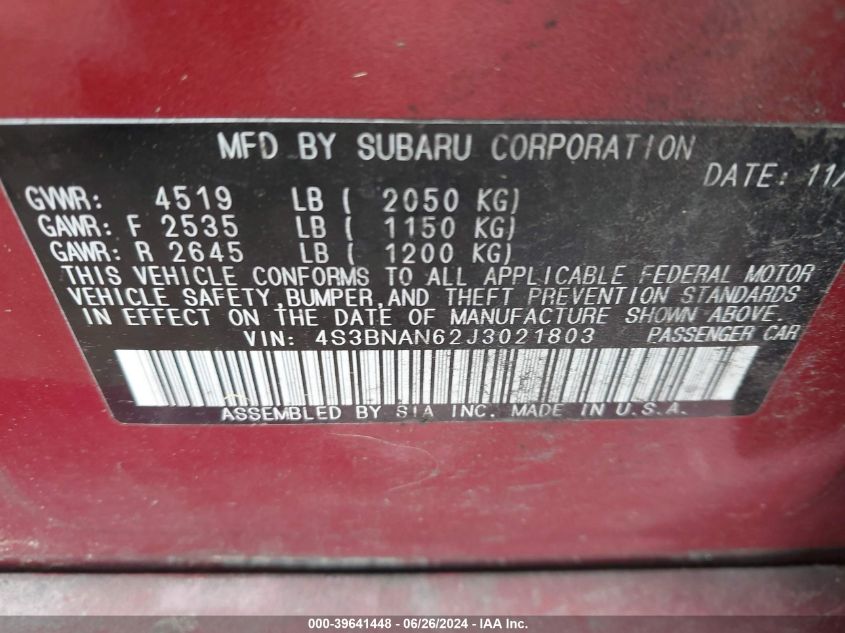 MFD BY SUBARU CORPORATION
DATE: 11/
GVWR: 4519 LB ( 2050 KG)
GAWR: F 2535 LB ( 1150 KG)
GAWR: R 2645 LB ( 1200 KG)
THIS VEHICLE CONFORMS TO ALL APPLICABLE FEDERAL MOTOR
VEHICLE SAFETY,BUMPER,AND THEFT PREVENTION STANDARDS
IN EFFECT ON THE DATE OF MANUFACTURE SHOWN ABOVE.
VIN: 4S3BNAN62J3021803 PASSENGER CAR
ASSEMBLED BY SIA INC. MADE IN U.S.A.
000-39641448 - 06/26/2024 - IAA Inc.